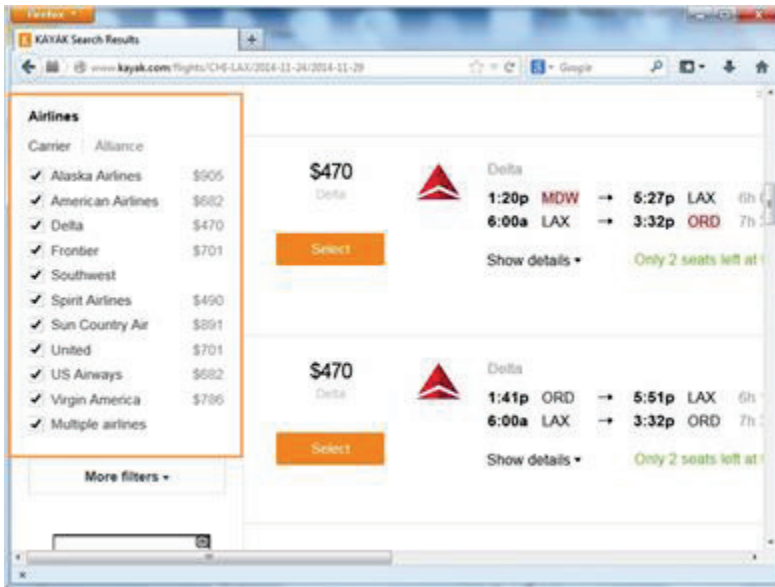 Firefox
KAYAK Search Results
www.kayak.com/flights/CHI-LAX/2014-11-24/2014-11-29
Google
Airlines
Carrier Alliance
Alaska Airlines $905
American Airlines $682
Delta $470
Frontier $701
Southwest
Spirit Airlines $490
Sun Country Air $891
United $701
US Airways $682
Virgin America $786
Multiple airlines
More filters
$470
Delta
Select
Delta
1:20p MDW → 5:27p LAX 6h
6:00a LAX → 3:32p ORD 7h
Show details
Only 2 seats left at
$470
Delta
Select
Delta
1:41p ORD → 5:51p LAX 6h
6:00a LAX → 3:32p ORD 7h
Show details
Only 2 seats left at